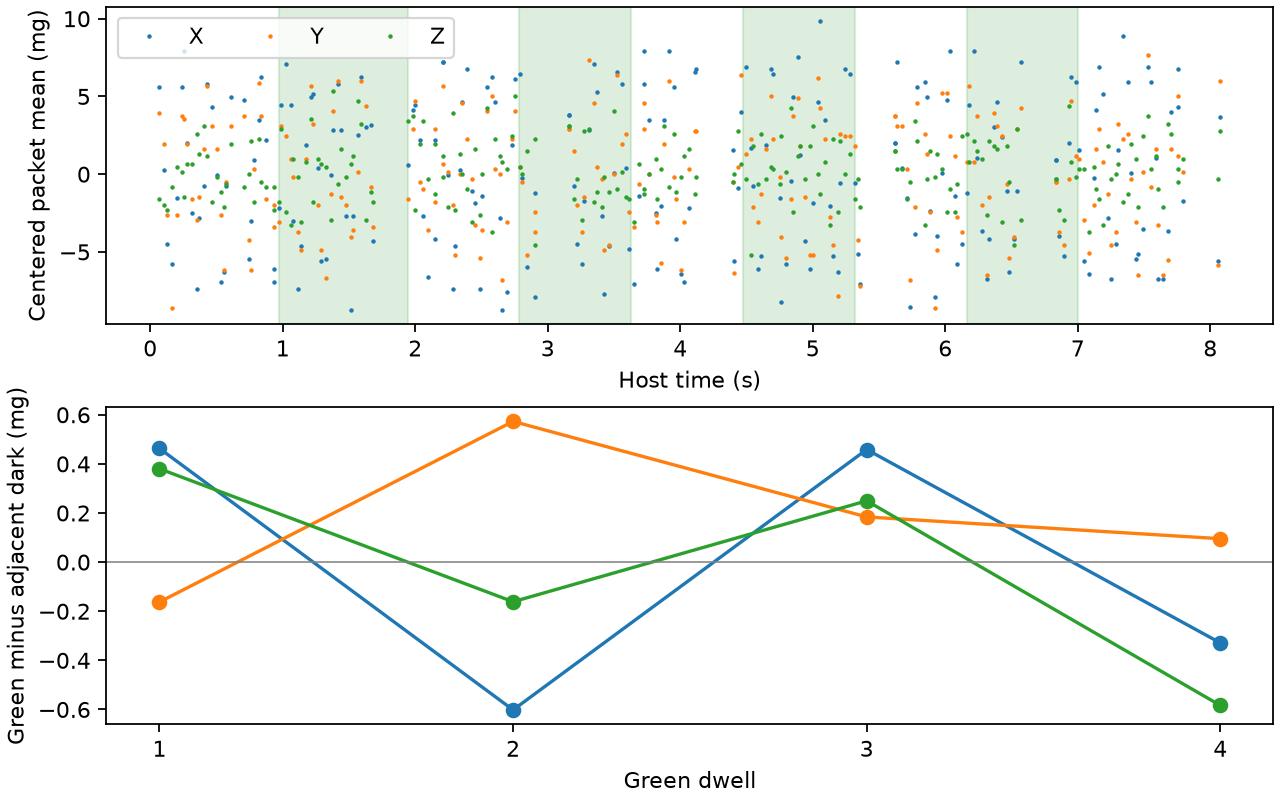 10
5
0
−5
Centered packet mean (mg)
X Y Z
0 1 2 3 4 5 6 7 8
Host time (s)
0.6
0.4
0.2
0.0
−0.2
−0.4
−0.6
Green minus adjacent dark (mg)
1 2 3 4
Green dwell